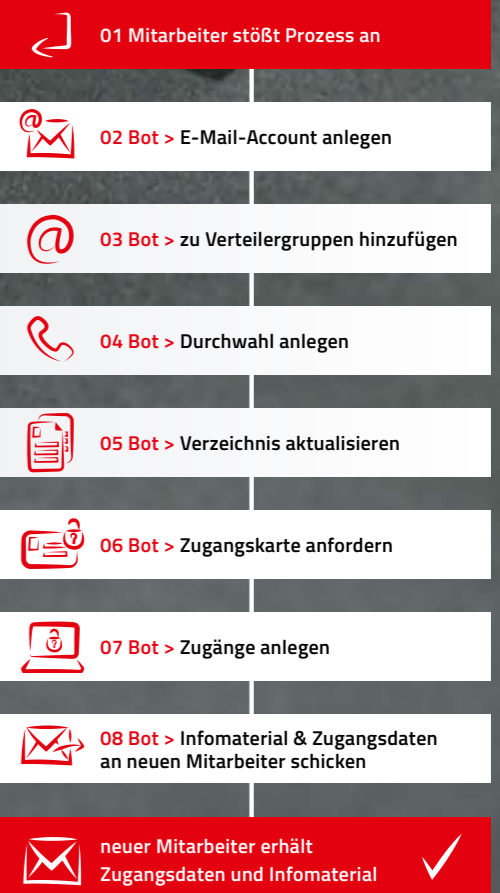 01 Mitarbeiter stößt Prozess an
02 Bot > E-Mail-Account anlegen
03 Bot > zu Verteilergruppen hinzufügen
04 Bot > Durchwahl anlegen
05 Bot > Verzeichnis aktualisieren
06 Bot > Zugangskarte anfordern
07 Bot > Zugänge anlegen
08 Bot > Infomaterial & Zugangsdaten
an neuen Mitarbeiter schicken
neuer Mitarbeiter erhält
Zugangsdaten und Infomaterial